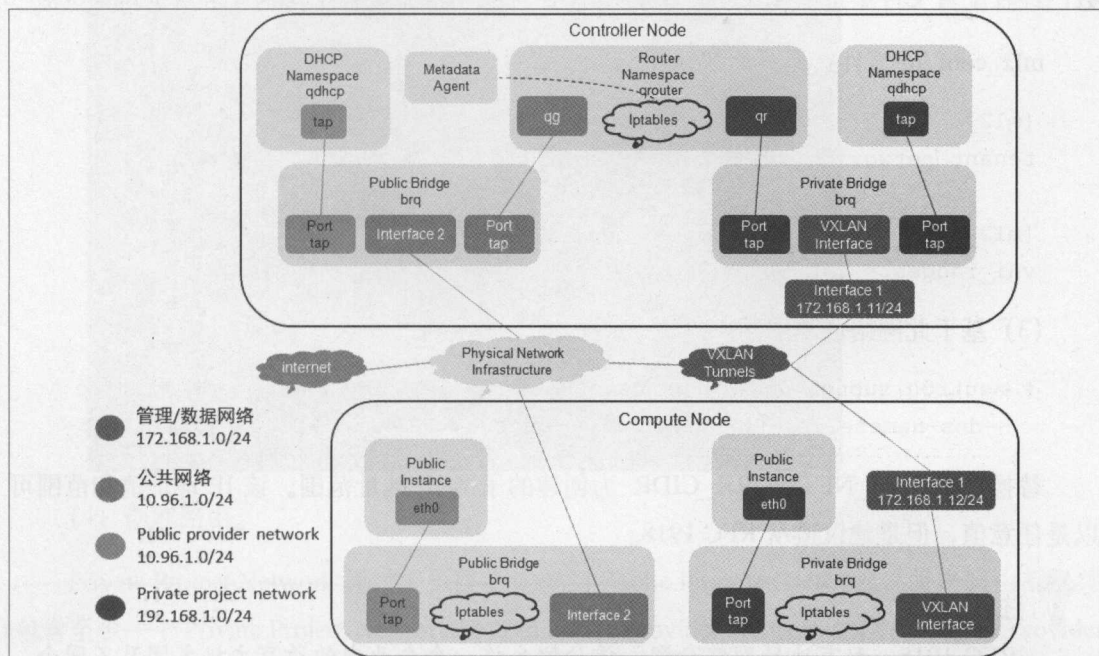 Controller Node
DHCP
Namespace
qdhcp
tap
Metadata
Agent
Router
Namespace
qrouter
qg
Iptables
qr
DHCP
Namespace
qdhcp
tap
Public Bridge
brq
Port
tap
Interface 2
Port
tap
Private Bridge
brq
Port
tap
VXLAN
Interface
Port
tap
Interface 1
172.168.1.11/24
internet
Physical Network
Infrastructure
VXLAN
Tunnels
管理/数据网络
172.168.1.0/24
公共网络
10.96.1.0/24
Public provider network
10.96.1.0/24
Private project network
192.168.1.0/24
Compute Node
Public
Instance
eth0
Public
Instance
eth0
Interface 1
172.168.1.12/24
Public Bridge
brq
Port
tap
Iptables
Interface 2
Private Bridge
brq
Port
tap
Iptables
VXLAN
Interface